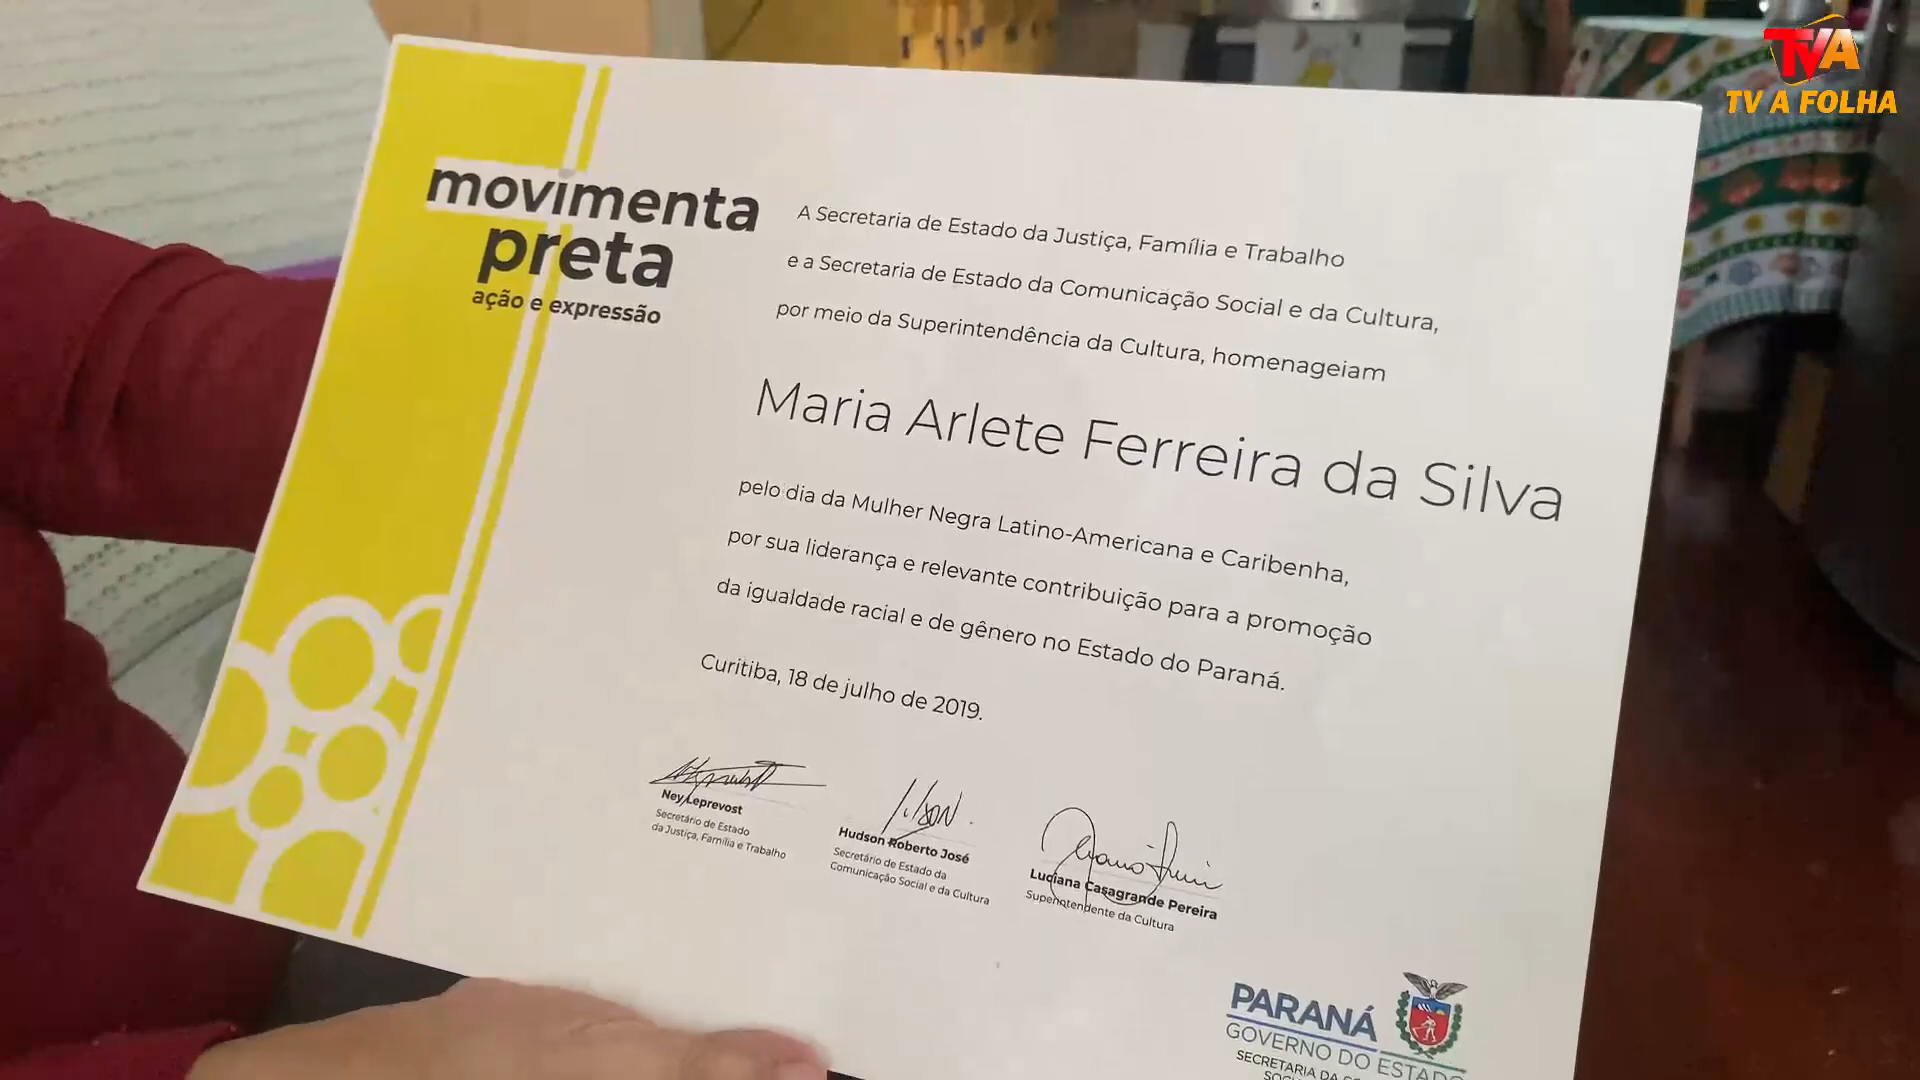 TVA
TV A FOLHA
movimenta
preta
ação e expressão
A Secretaria de Estado da Justiça, Família e Trabalho
e a Secretaria de Estado da Comunicação Social e da Cultura,
por meio da Superintendência da Cultura, homenageiam
Maria Arlete Ferreira da Silva
pelo dia da Mulher Negra Latino-Americana e Caribenha,
por sua liderança e relevante contribuição para a promoção
da igualdade racial e de gênero no Estado do Paraná.
Curitiba, 18 de julho de 2019.
Ney Leprevost
Secretário de Estado
da Justiça, Família e Trabalho
Hudson Roberto José
Secretário de Estado da
Comunicação Social e da Cultura
Luciana Casagrande Pereira
Superintendente da Cultura
PARANÁ
GOVERNO DO ESTADO
SECRETARIA DA